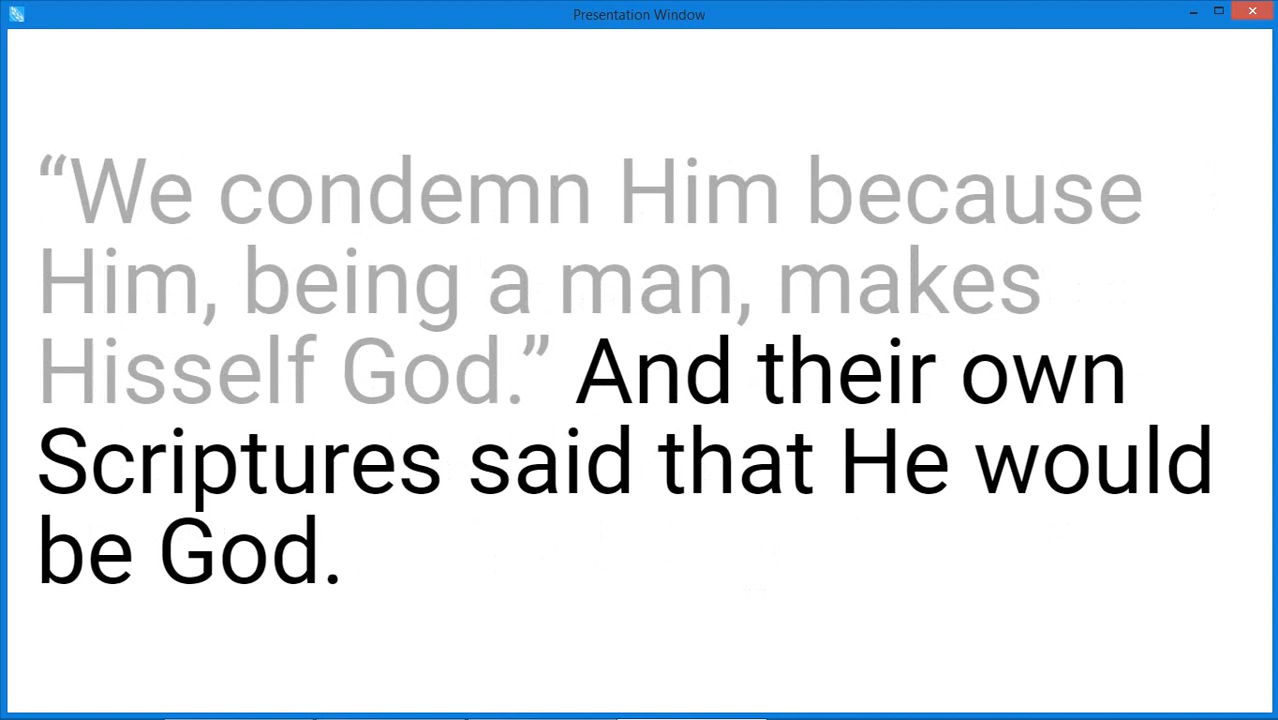 Presentation Window
“We condemn Him because
Him, being a man, makes
Hisself God.” And their own
Scriptures said that He would
be God.